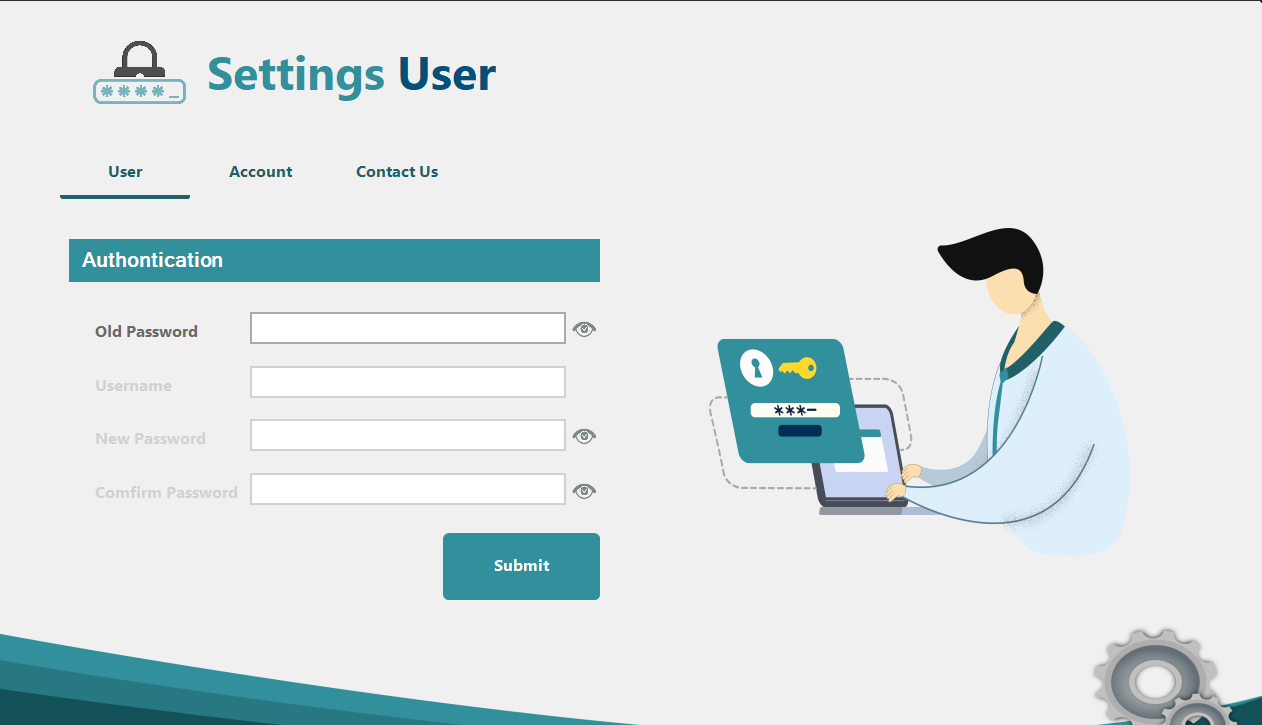 ****_
Settings User
User Account Contact Us
Authontication
Old Password
Username
New Password
Comfirm Password
Submit
***-